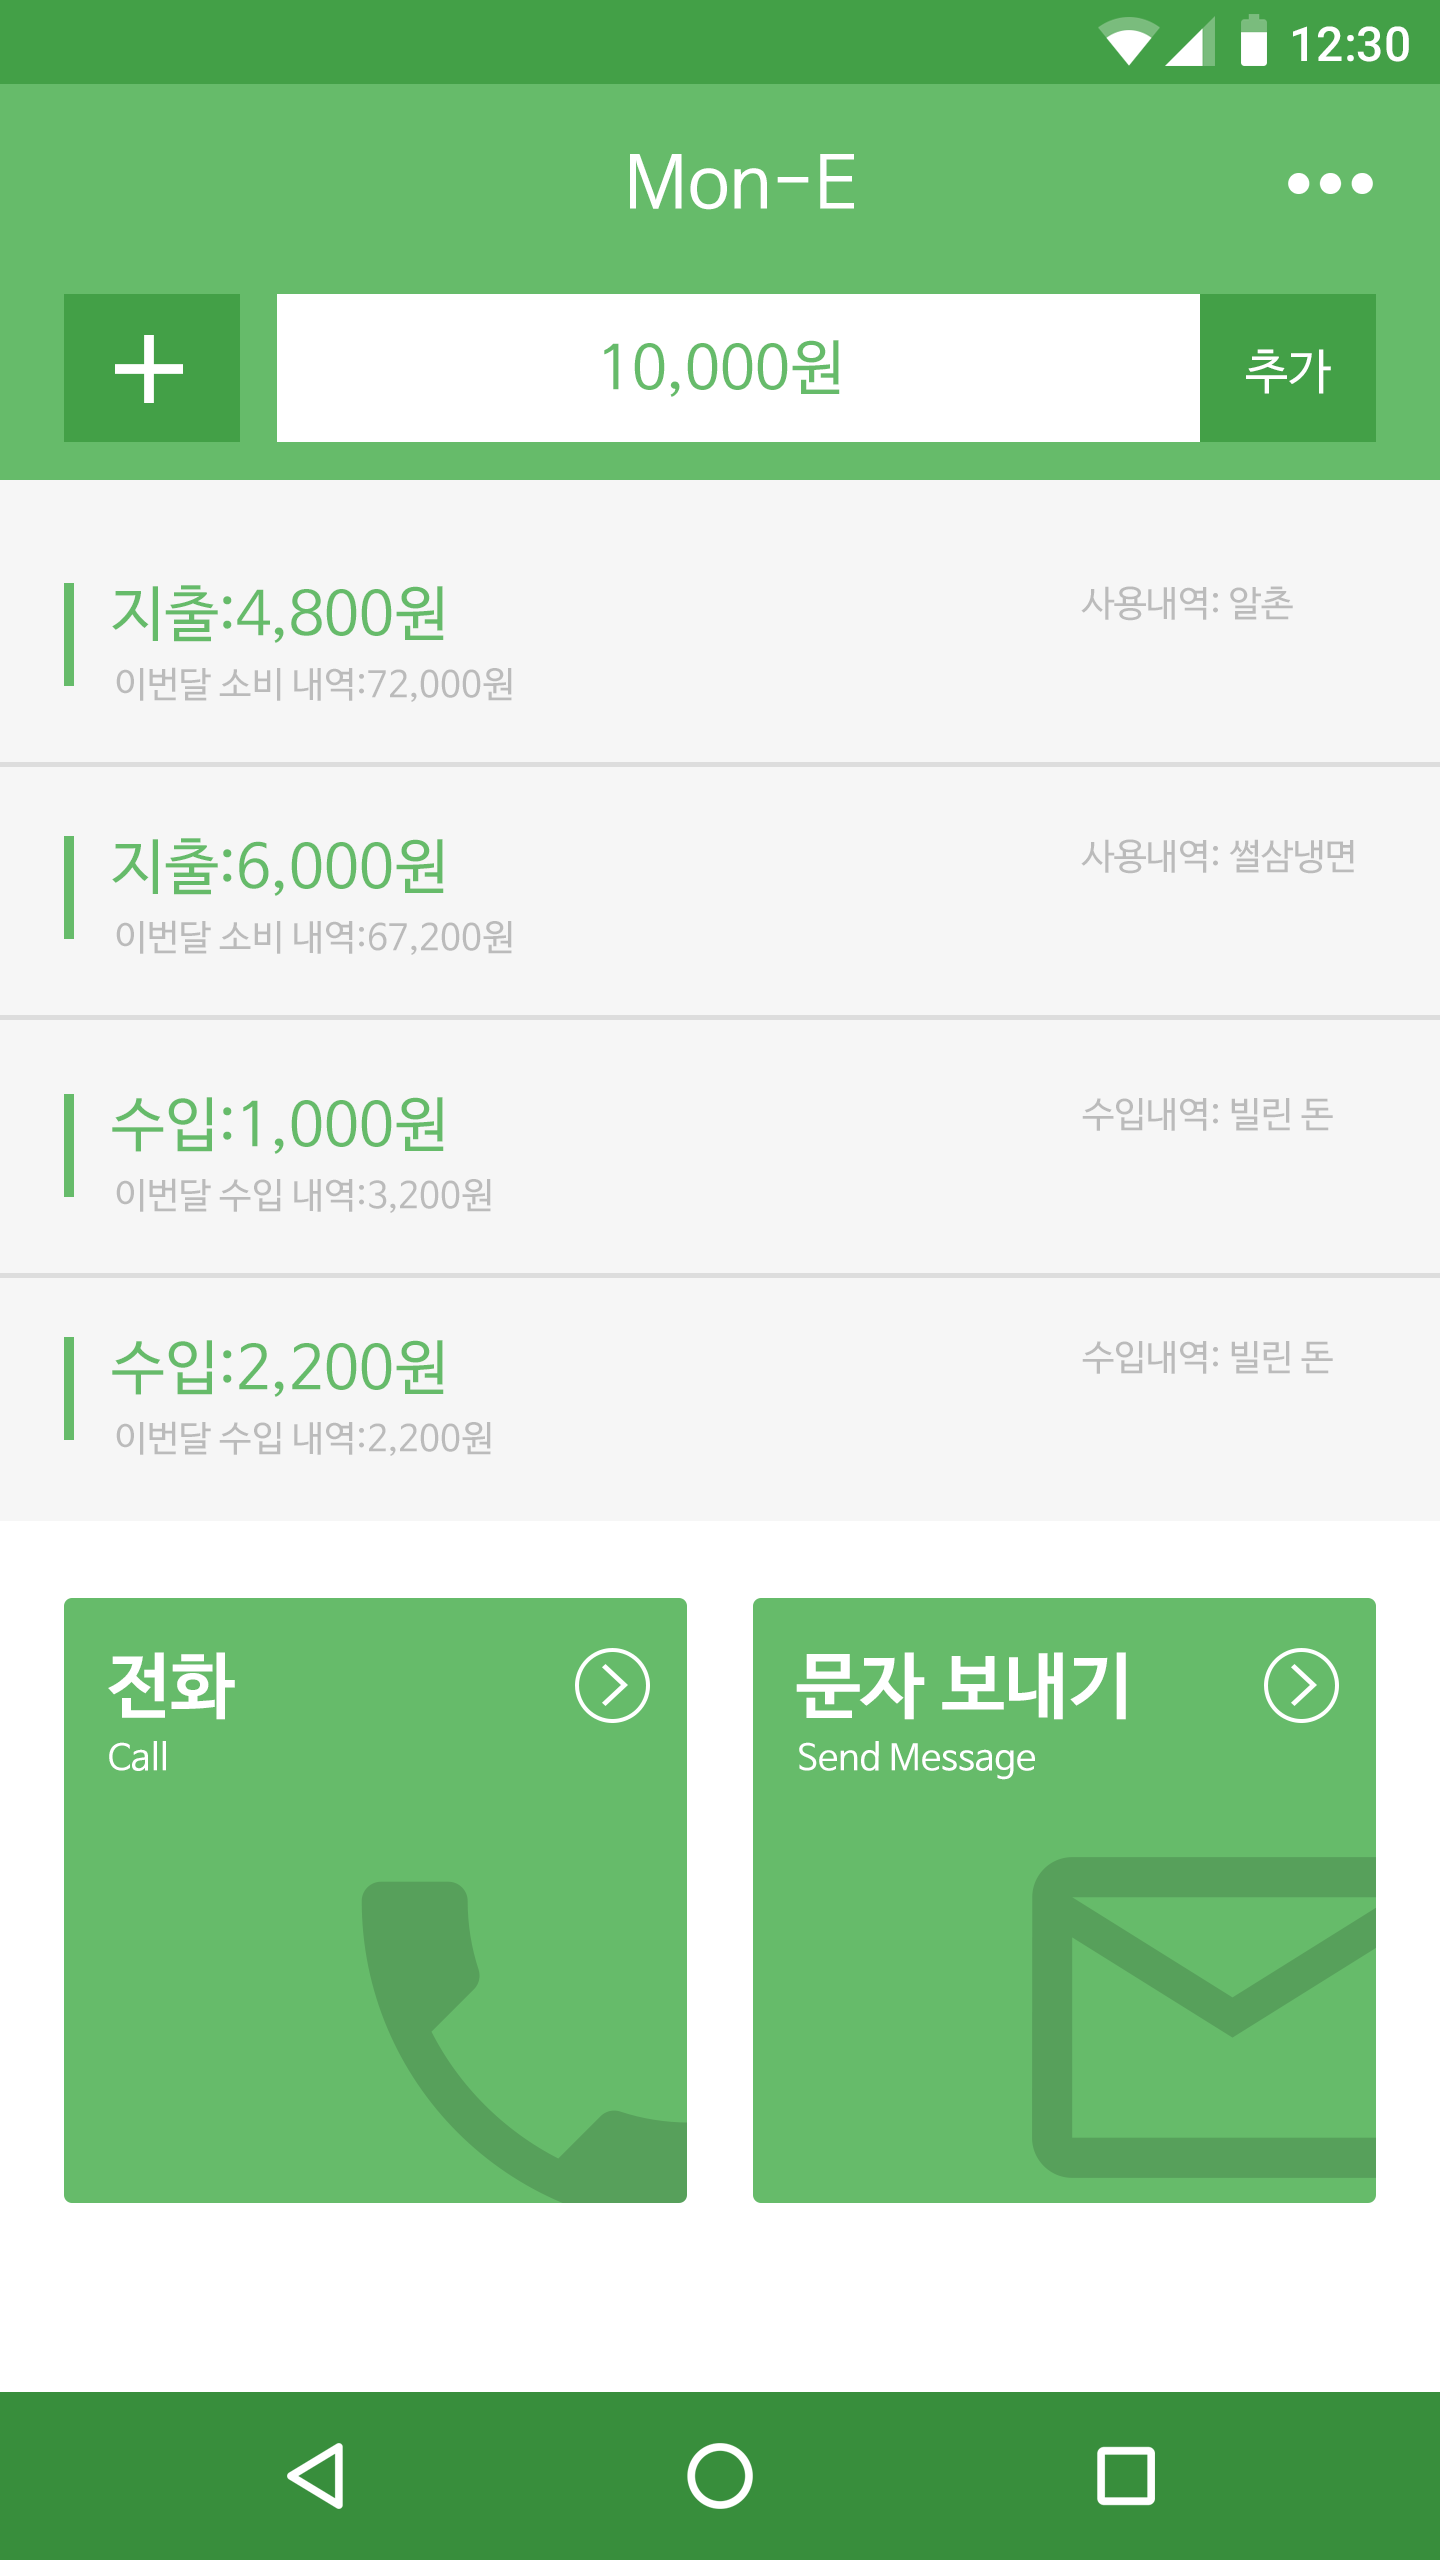 12:30
Mon-E
10,000원
추가
지출:4,800원
사용내역: 알촌
이번달 소비 내역:72,000원
지출:6,000원
사용내역: 썰삼냉면
이번달 소비 내역:67,200원
수입:1,000원
수입내역: 빌린 돈
이번달 수입 내역:3,200원
수입:2,200원
수입내역: 빌린 돈
이번달 수입 내역:2,200원
전화
Call
문자 보내기
Send Message